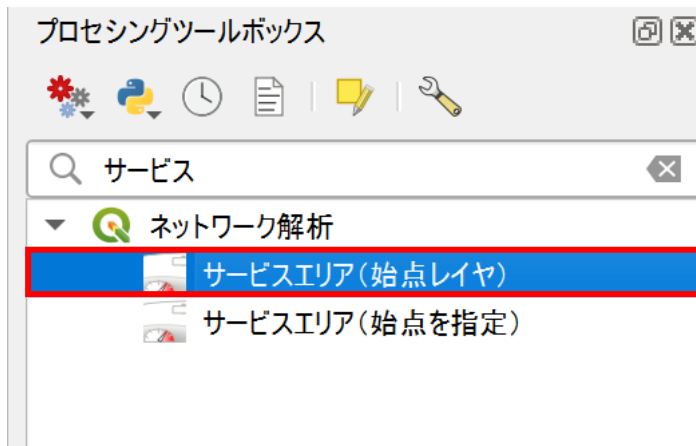 プロセシングツールボックス
サービス
ネットワーク解析
サービスエリア(始点レイヤ)
サービスエリア(始点を指定)